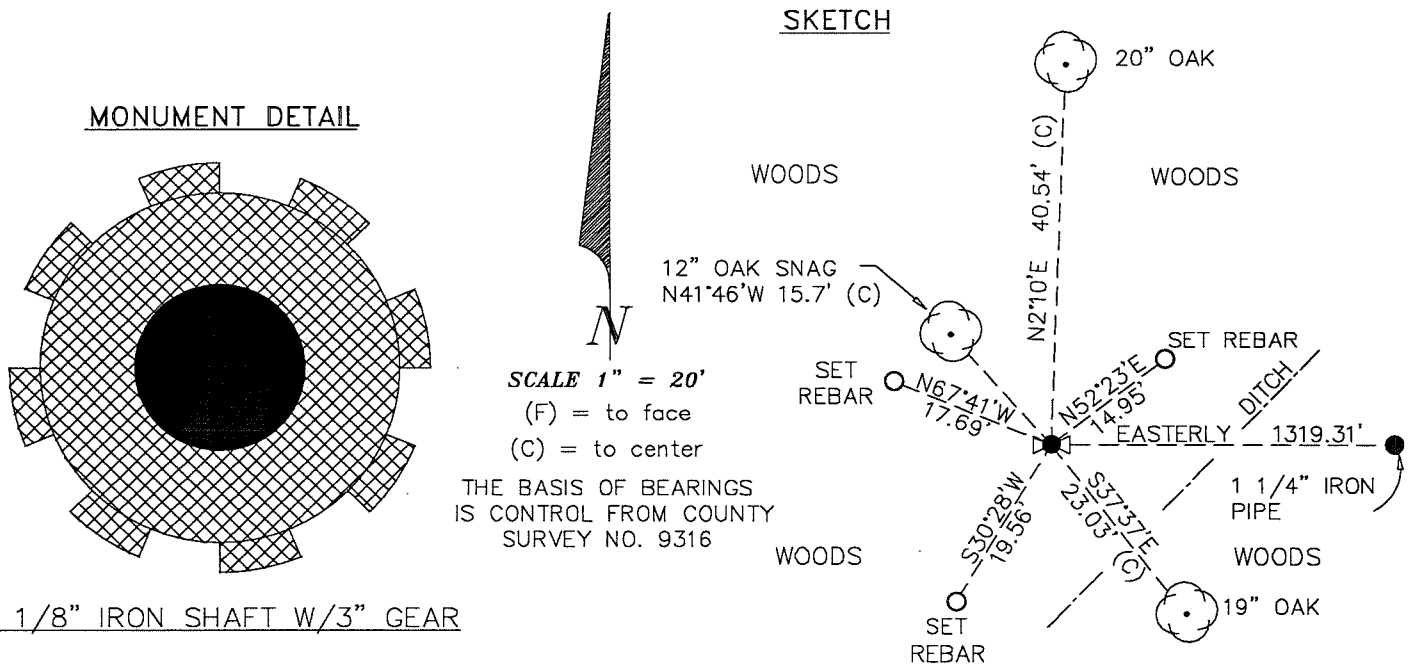 SKETCH
MONUMENT DETAIL
1/8" IRON SHAFT W/3" GEAR
N
SCALE 1" = 20'
(F) = to face
(C) = to center
THE BASIS OF BEARINGS
IS CONTROL FROM COUNTY
SURVEY NO. 9316
20" OAK
WOODS
WOODS
N2°10'E 40.54' (C)
12" OAK SNAG
N41°46'W 15.7' (C)
SET REBAR
SET
REBAR
N67°41'W
17.69'
N52°23'E
14.95'
DITCH
EASTERLY 1319.31'
1 1/4" IRON
PIPE
S30°28'W
19.56'
S37°37'E
23.03' (C)
WOODS
WOODS
19" OAK
SET
REBAR